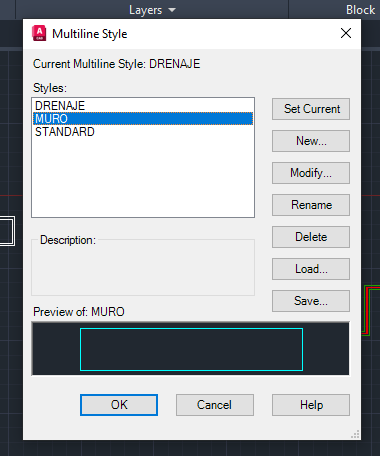 Layers
Block
A
CAD
Multiline Style
Current Multiline Style: DRENAJE
Styles:
DRENAJE
MURO
STANDARD
Set Current
New...
Modify...
Rename
Delete
Load...
Save...
Description:
Preview of: MURO
OK
Cancel
Help